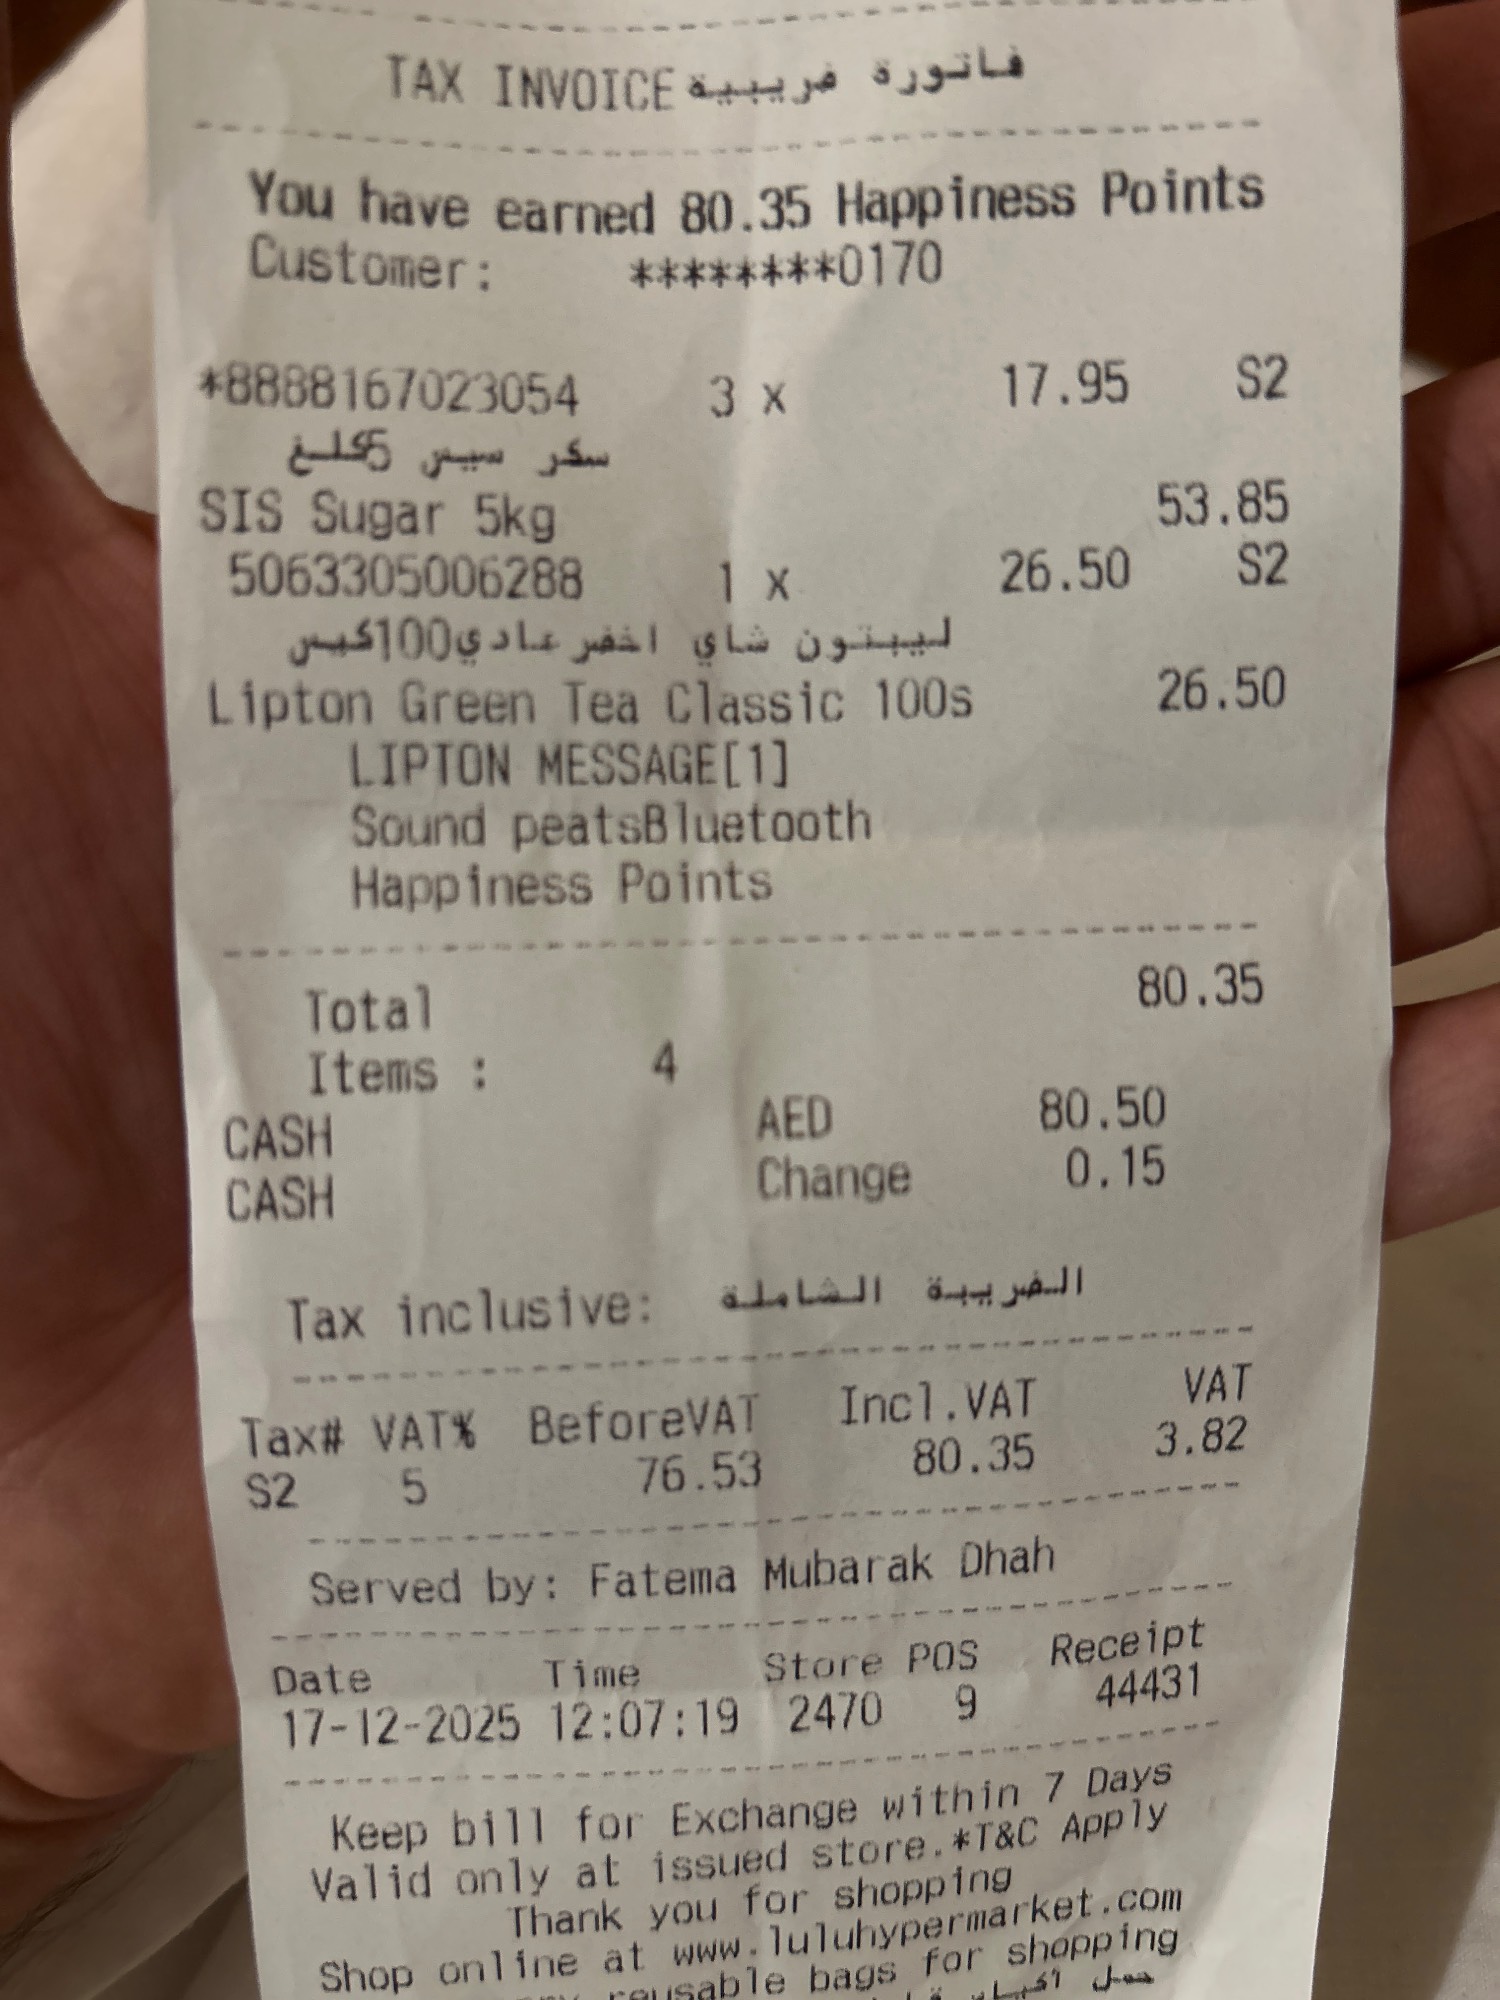 TAX INVOICE فاتورة ضريبية
You have earned 80.35 Happiness Points
Customer: ********0170
*8888167023054 3 x 17.95 S2
سكر سيس 5كلغ
SIS Sugar 5kg 53.85
5063305006288 1 x 26.50 S2
ليبتون شاي اخضر عادي100كيس
Lipton Green Tea Classic 100s 26.50
LIPTON MESSAGE[1]
Sound peatsBluetooth
Happiness Points
Total 80.35
Items : 4
CASH AED 80.50
CASH Change 0.15
Tax inclusive: الضريبة الشاملة
Tax# VAT% BeforeVAT Incl.VAT VAT
S2 5 76.53 80.35 3.82
Served by: Fatema Mubarak Dhah
Date Time Store POS Receipt
17-12-2025 12:07:19 2470 9 44431
Keep bill for Exchange within 7 Days
Valid only at issued store.*T&C Apply
Thank you for shopping
Shop online at www.luluhypermarket.com
reusable bags for shopping